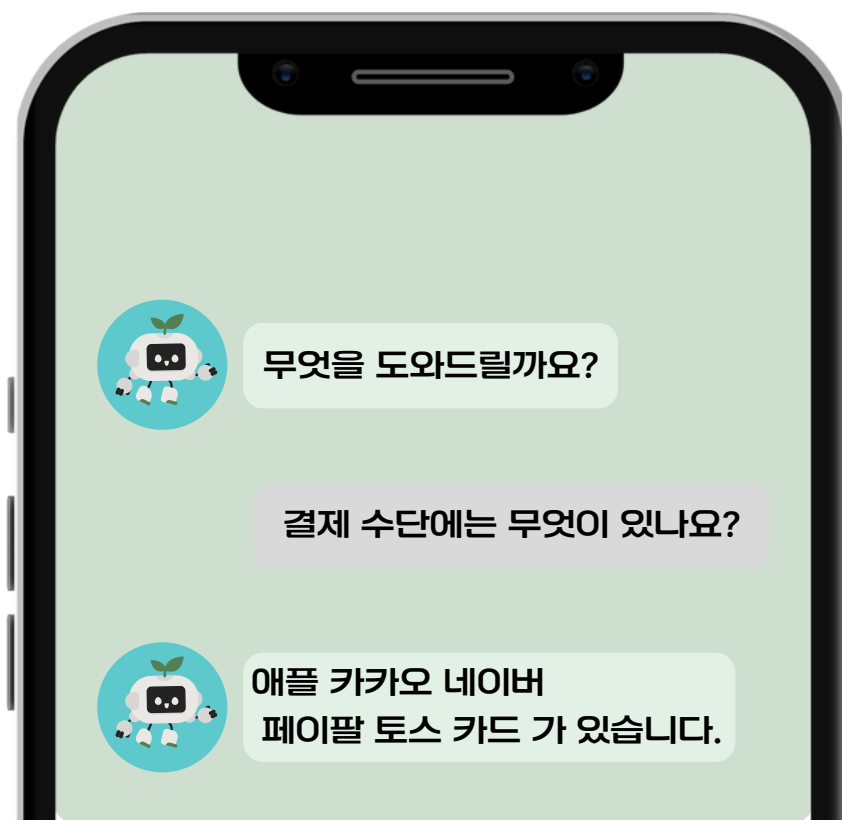 무엇을 도와드릴까요?
결제 수단에는 무엇이 있나요?
애플 카카오 네이버
페이팔 토스 카드 가 있습니다.